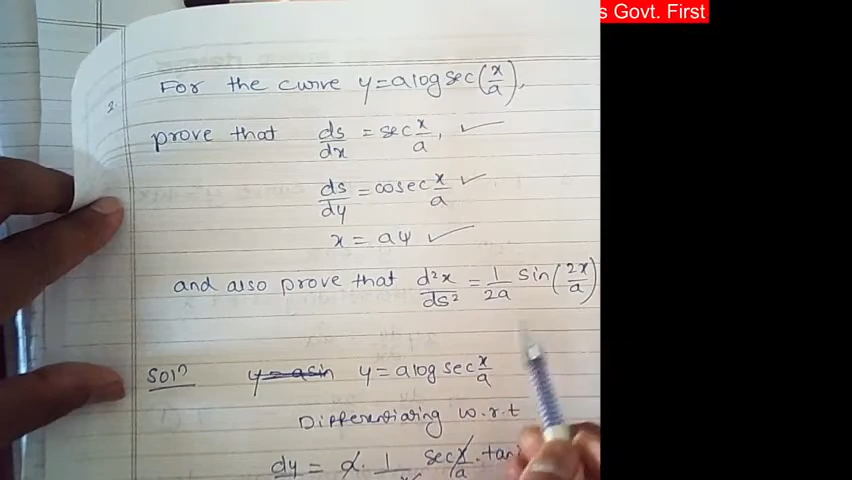 s Govt. First
2.
For the curve y = a log sec(x/a),
prove that ds/dx = sec x/a, ✓
ds/dy = cosec x/a ✓
x = aψ ✓
and also prove that d²x/ds² = 1/2a sin(2x/a)
Solⁿ y = a sin y = a log sec x/a
Differentiating w.r.t
dy = a. 1 sec x/a . tan